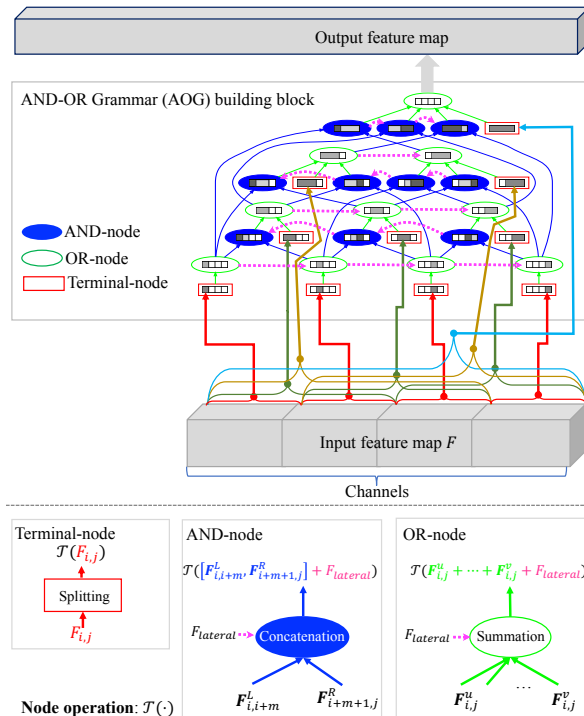 Output feature map
AND-OR Grammar (AOG) building block
AND-node
OR-node
Terminal-node
Input feature map F
Channels
Terminal-node
𝒯(F_{i,j})
Splitting
F_{i,j}
Node operation: 𝒯(·)
AND-node
𝒯([F^L_{i,i+m}, F^R_{i+m+1,j}] + F_{lateral})
F_{lateral}
Concatenation
F^L_{i,i+m} F^R_{i+m+1,j}
OR-node
𝒯(F^u_{i,j} + ⋯ + F^v_{i,j} + F_{lateral})
F_{lateral}
Summation
F^u_{i,j} … F^v_{i,j}